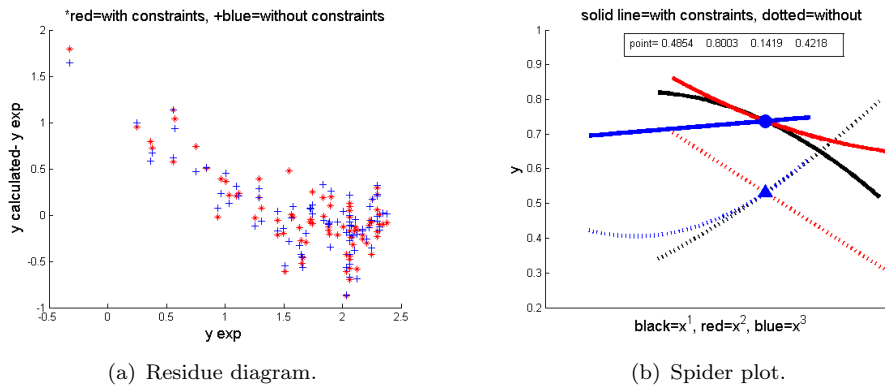 *red=with constraints, +blue=without constraints
2
1.5
1
0.5
0
-0.5
-1
-0.5 0 0.5 1 1.5 2 2.5
y calculated- y exp
y exp
(a) Residue diagram.
solid line=with constraints, dotted=without
point= 0.4854 0.8003 0.1419 0.4218
1
0.9
0.8
0.7
0.6
0.5
0.4
0.3
0.2
y
black=x¹, red=x², blue=x³
(b) Spider plot.